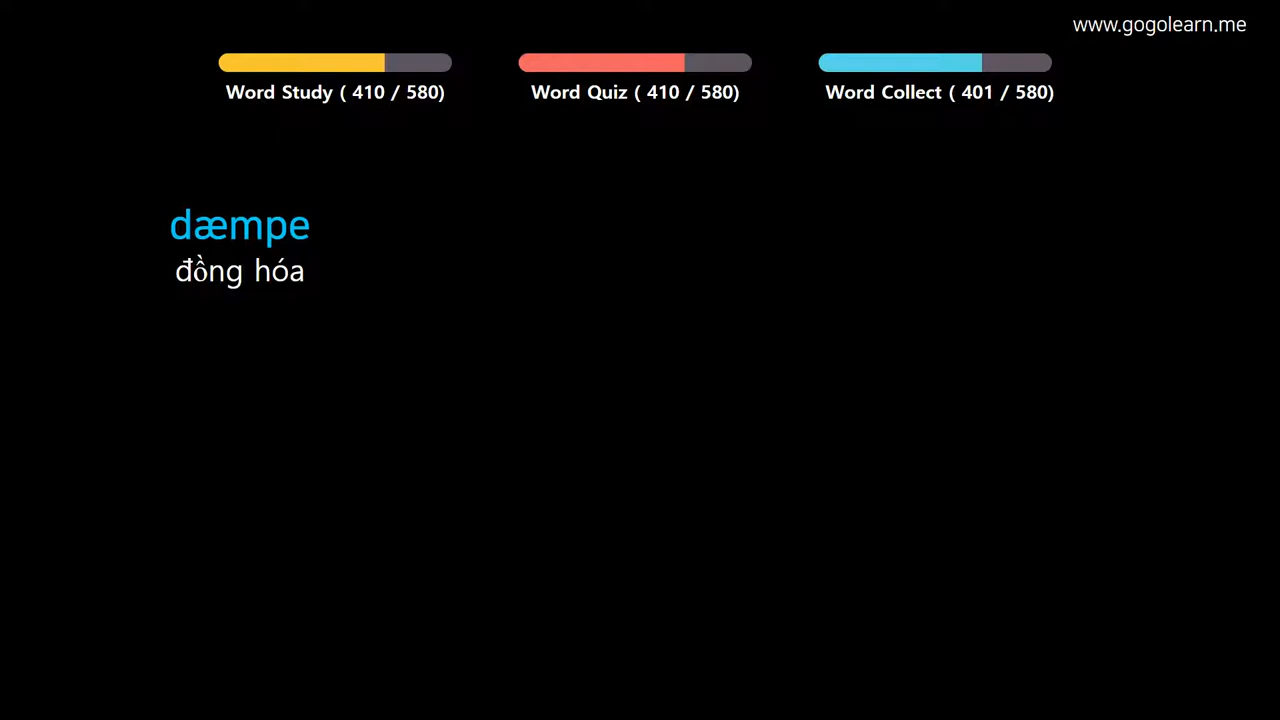 www.gogolearn.me
Word Study ( 410 / 580)
Word Quiz ( 410 / 580)
Word Collect ( 401 / 580)
dæmpe
đồng hóa